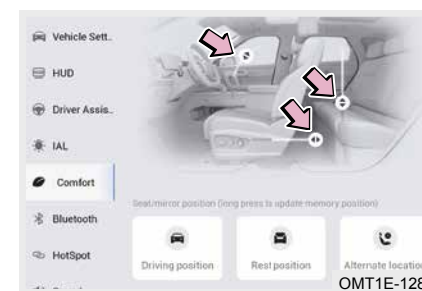 Vehicle Sett..
HUD
Driver Assis..
IAL
Comfort
Bluetooth
HotSpot
Seat/mirror position (long press to update memory position)
Driving position
Rest position
Alternate location
OMT1E-128